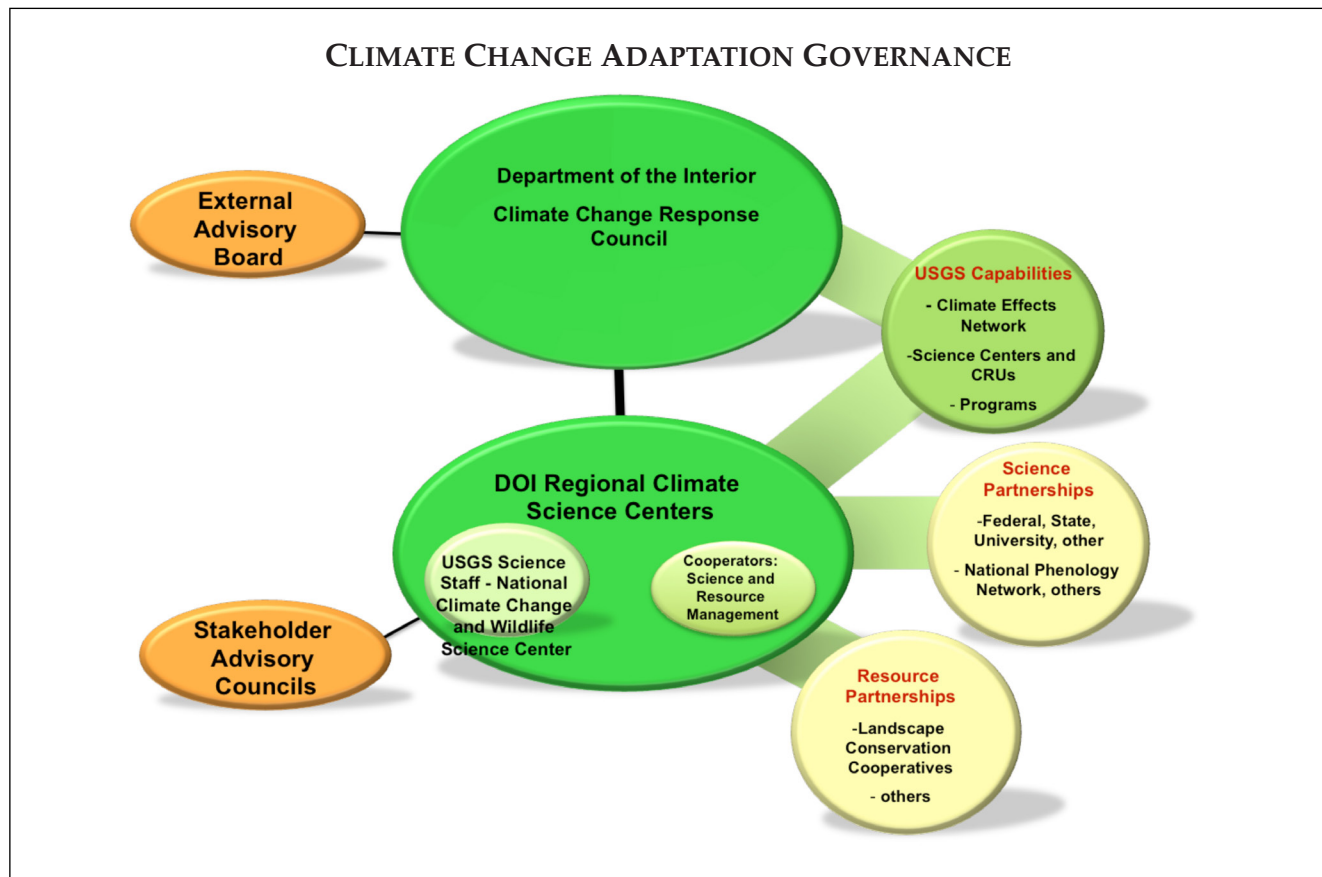 CLIMATE CHANGE ADAPTATION GOVERNANCE
External
Advisory
Board
Department of the Interior
Climate Change Response
Council
USGS Capabilities
- Climate Effects
Network
-Science Centers and
CRUs
- Programs
DOI Regional Climate
Science Centers
USGS Science
Staff - National
Climate Change
and Wildlife
Science Center
Cooperators:
Science and
Resource
Management
Science
Partnerships
-Federal, State,
University, other
- National Phenology
Network, others
Stakeholder
Advisory
Councils
Resource
Partnerships
-Landscape
Conservation
Cooperatives
- others